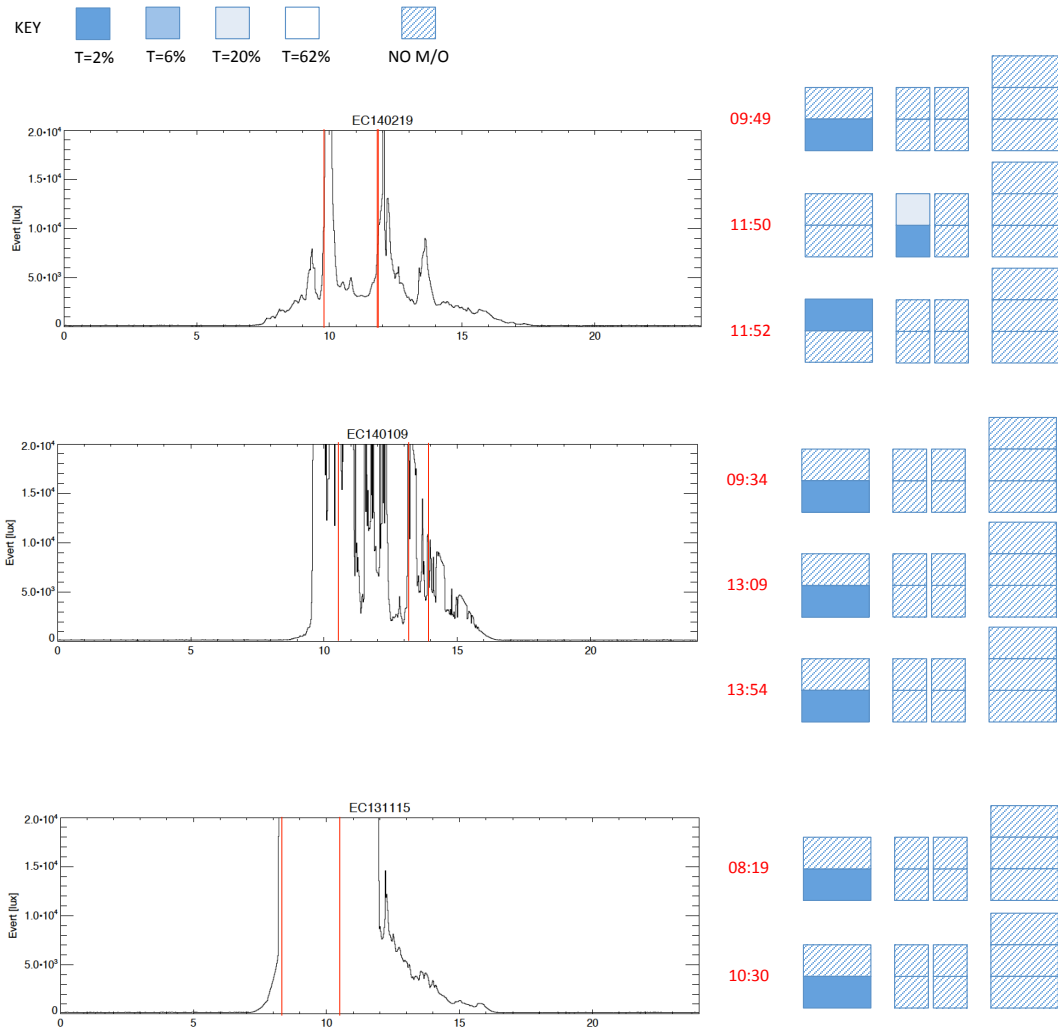 KEY
T=2% T=6% T=20% T=62% NO M/O
EC140219
2.0•10⁴
1.5•10⁴
1.0•10⁴
5.0•10³
0
Evert [lux]
0 5 10 15 20
09:49
11:50
11:52
EC140109
2.0•10⁴
1.5•10⁴
1.0•10⁴
5.0•10³
0
Evert [lux]
0 5 10 15 20
09:34
13:09
13:54
EC131115
2.0•10⁴
1.5•10⁴
1.0•10⁴
5.0•10³
0
Evert [lux]
0 5 10 15 20
08:19
10:30